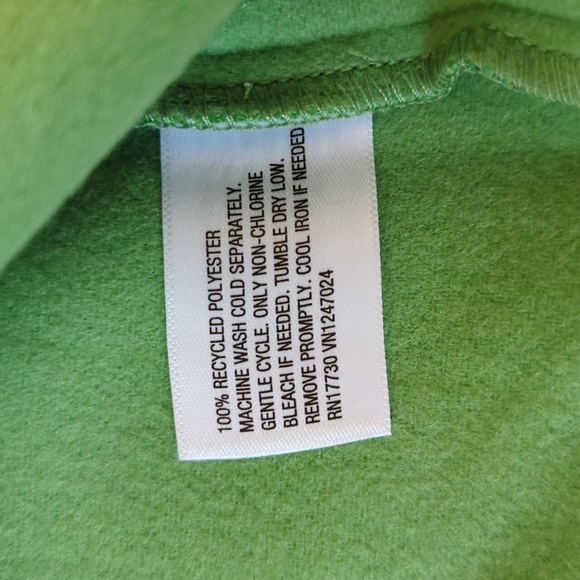 100% RECYCLED POLYESTER
MACHINE WASH COLD SEPARATELY.
GENTLE CYCLE. ONLY NON-CHLORINE
BLEACH IF NEEDED. TUMBLE DRY LOW.
REMOVE PROMPTLY. COOL IRON IF NEEDED
RN17730 VN1247024